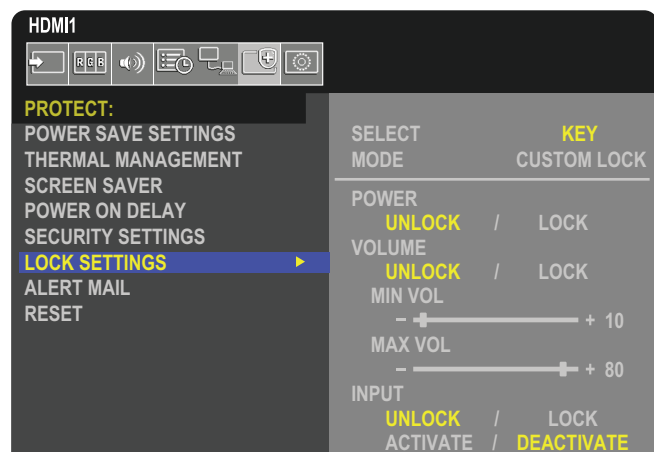 HDMI1
R G B
PROTECT:
POWER SAVE SETTINGS
THERMAL MANAGEMENT
SCREEN SAVER
POWER ON DELAY
SECURITY SETTINGS
LOCK SETTINGS
ALERT MAIL
RESET
SELECT KEY
MODE CUSTOM LOCK
POWER
UNLOCK / LOCK
VOLUME
UNLOCK / LOCK
MIN VOL
– + 10
MAX VOL
– + 80
INPUT
UNLOCK / LOCK
ACTIVATE / DEACTIVATE